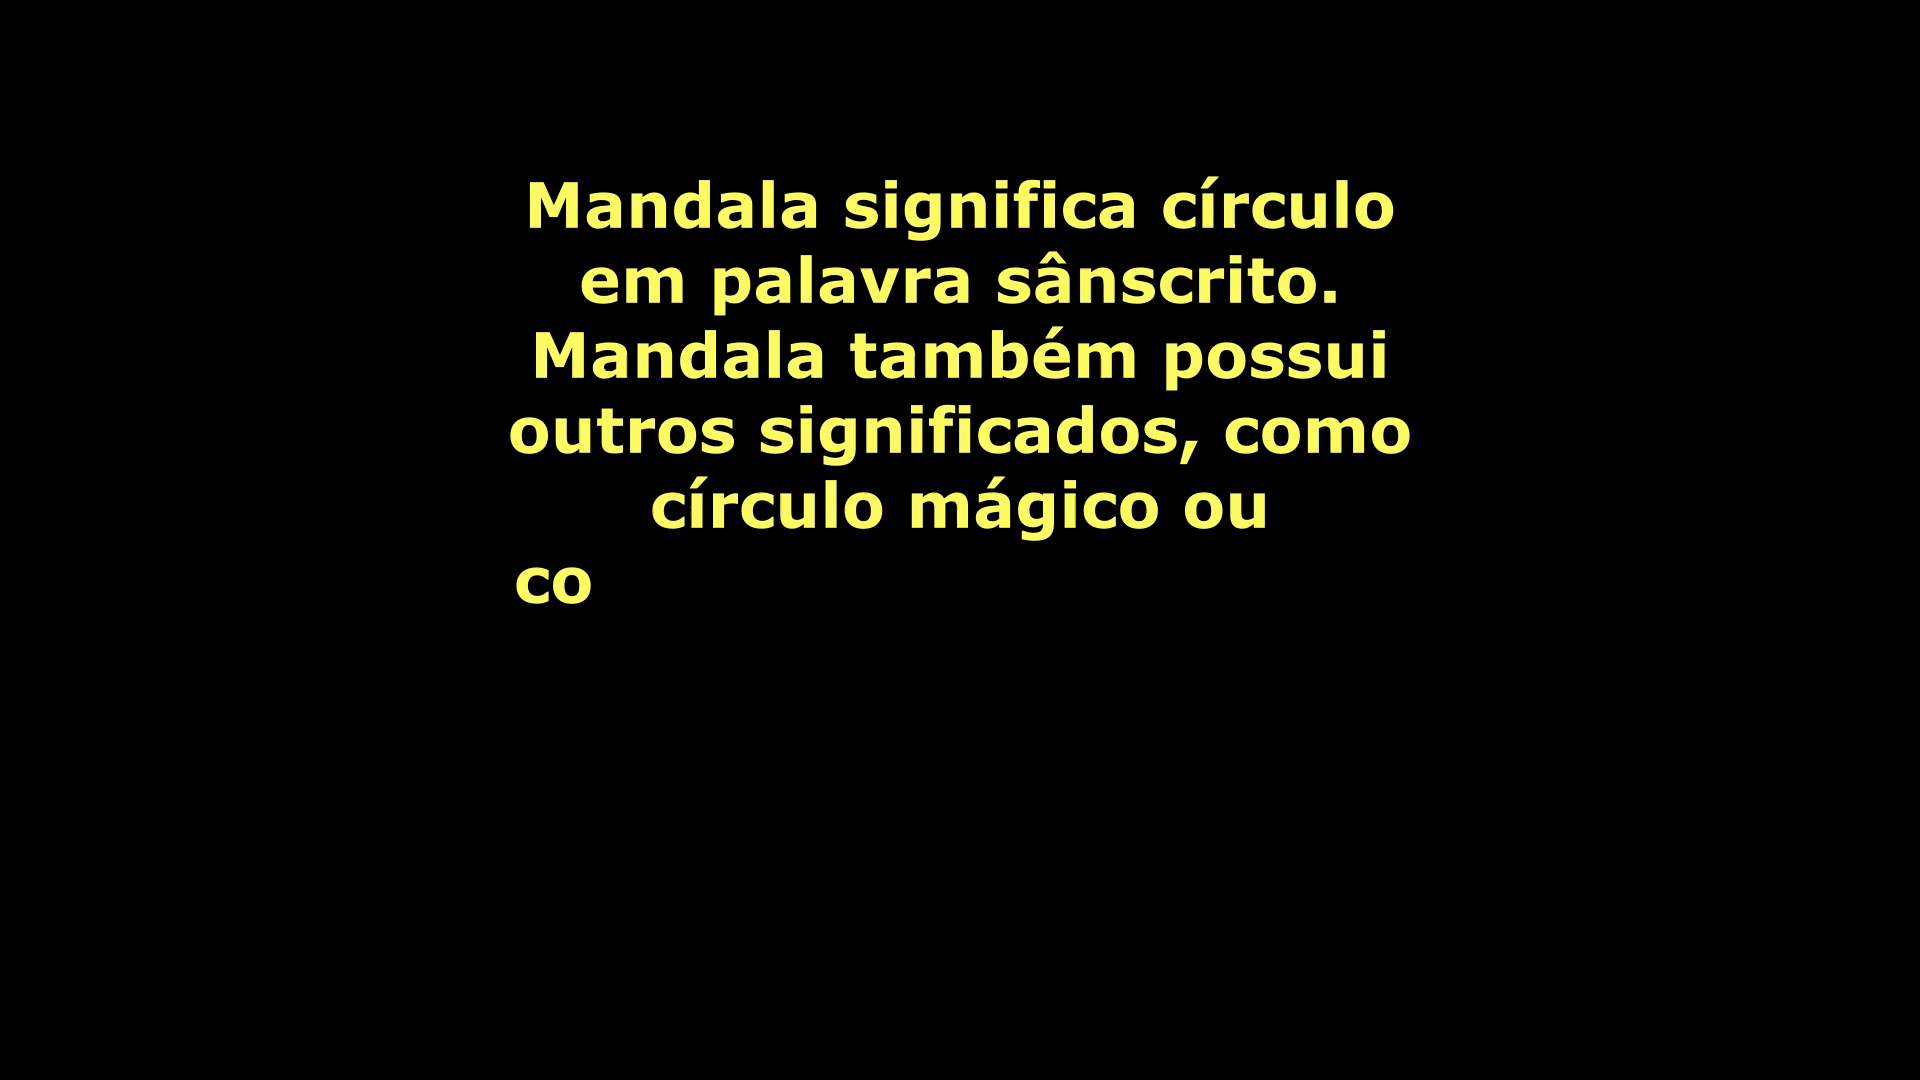 Mandala significa círculo
em palavra sânscrito.
Mandala também possui
outros significados, como
círculo mágico ou
co